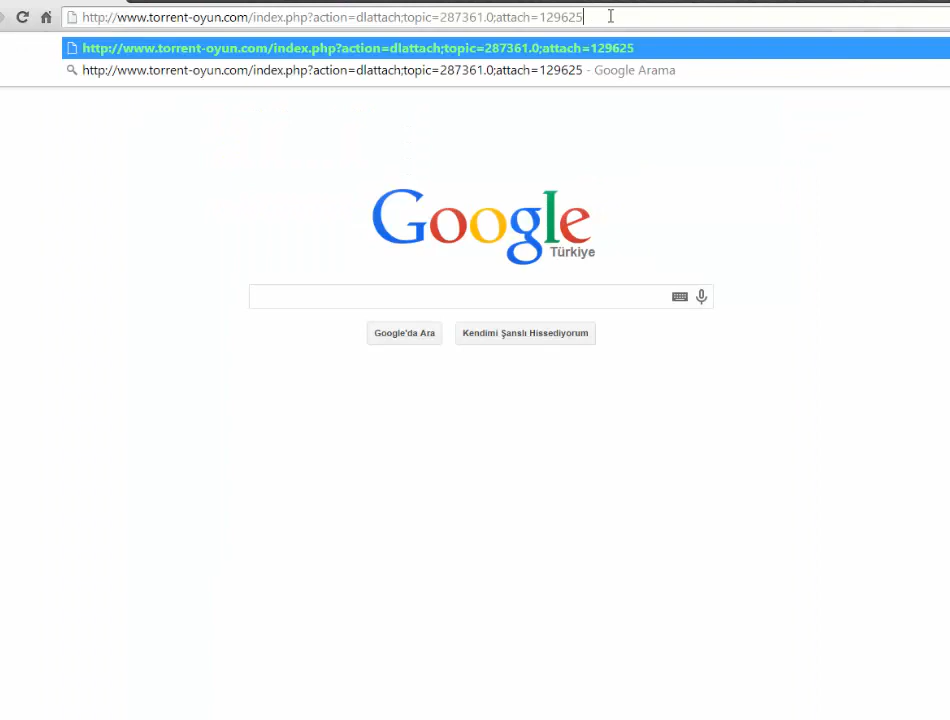 http://www.torrent-oyun.com/index.php?action=dlattach;topic=287361.0;attach=129625
http://www.torrent-oyun.com/index.php?action=dlattach;topic=287361.0;attach=129625
http://www.torrent-oyun.com/index.php?action=dlattach;topic=287361.0;attach=129625 - Google Arama
Google
Türkiye
Google'da Ara
Kendimi Şanslı Hissediyorum